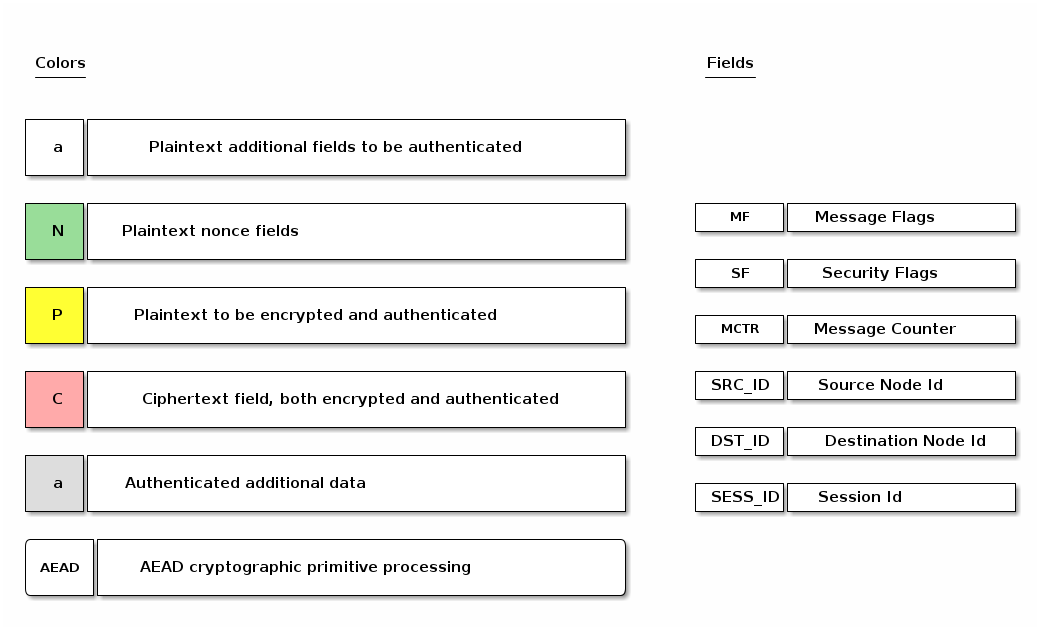 Colors
a Plaintext additional fields to be authenticated
N Plaintext nonce fields
P Plaintext to be encrypted and authenticated
C Ciphertext field, both encrypted and authenticated
a Authenticated additional data
AEAD AEAD cryptographic primitive processing
Fields
MF Message Flags
SF Security Flags
MCTR Message Counter
SRC_ID Source Node Id
DST_ID Destination Node Id
SESS_ID Session Id